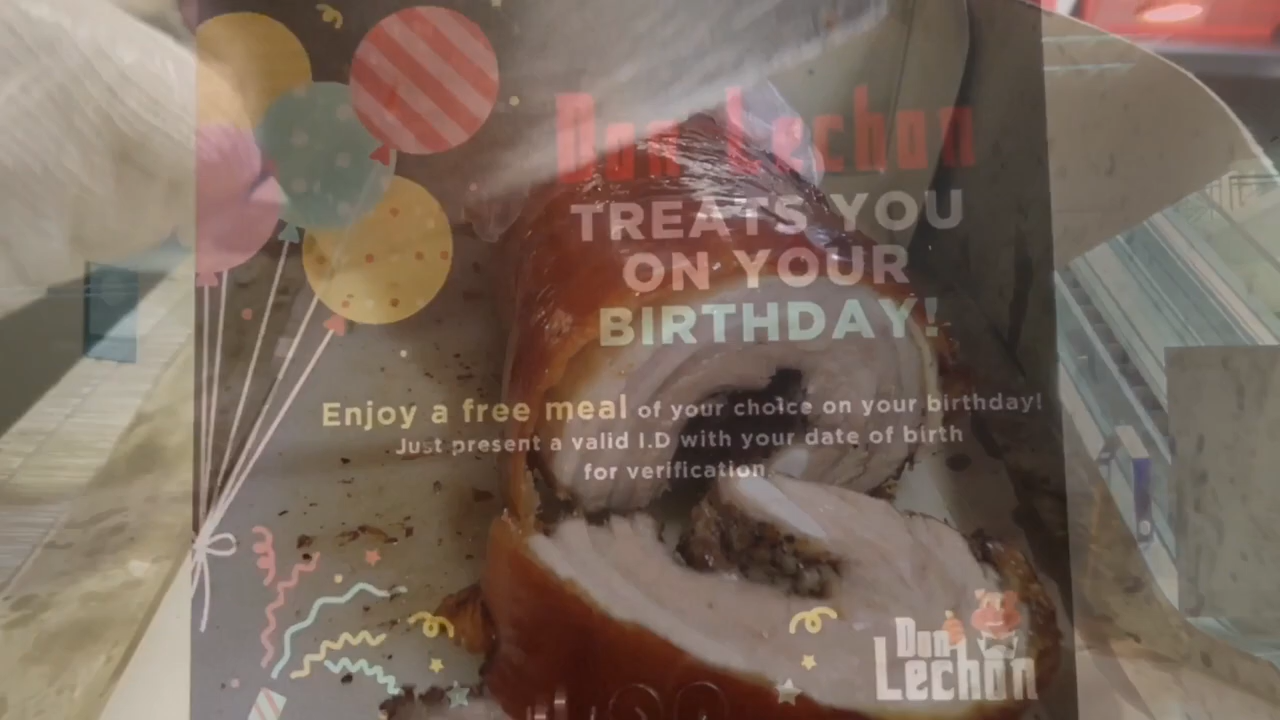 Don Lechon
TREATS YOU
ON YOUR
BIRTHDAY!
Enjoy a free meal of your choice on your birthday!
Just present a valid I.D with your date of birth
for verification.
Don
Lechon